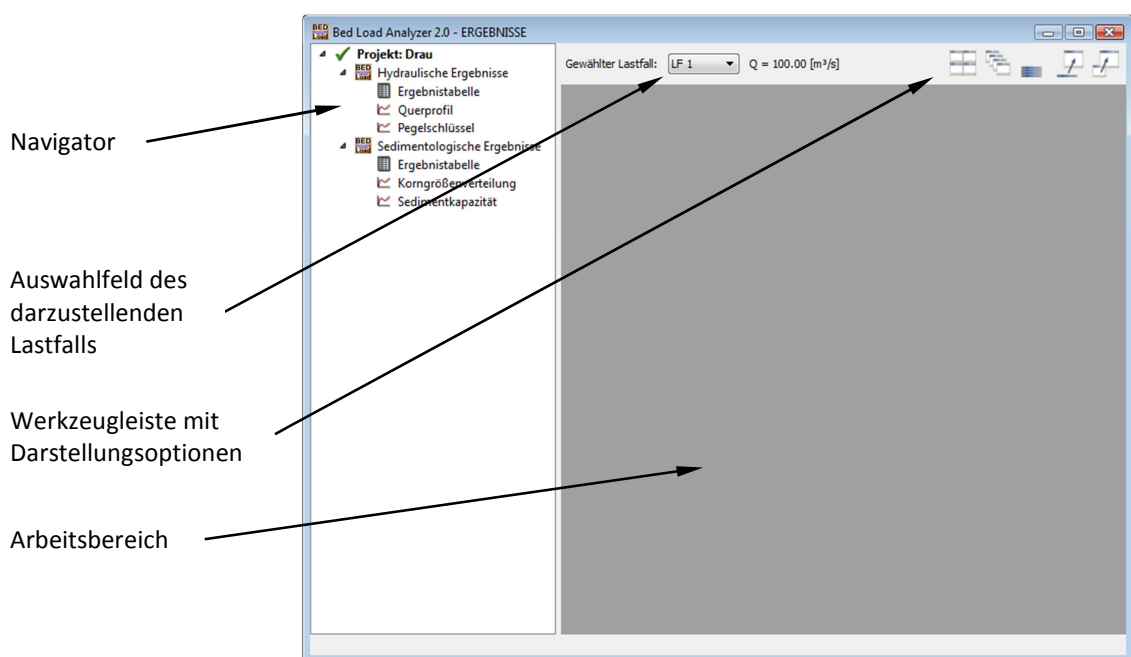 Bed Load Analyzer 2.0 - ERGEBNISSE
Projekt: Drau
Hydraulische Ergebnisse
Ergebnistabelle
Querprofil
Pegelschlüssel
Sedimentologische Ergebnisse
Ergebnistabelle
Korngrößenverteilung
Sedimentkapazität
Gewählter Lastfall: LF 1 Q = 100.00 [m³/s]
Navigator
Auswahlfeld des
darzustellenden
Lastfalls
Werkzeugleiste mit
Darstellungsoptionen
Arbeitsbereich